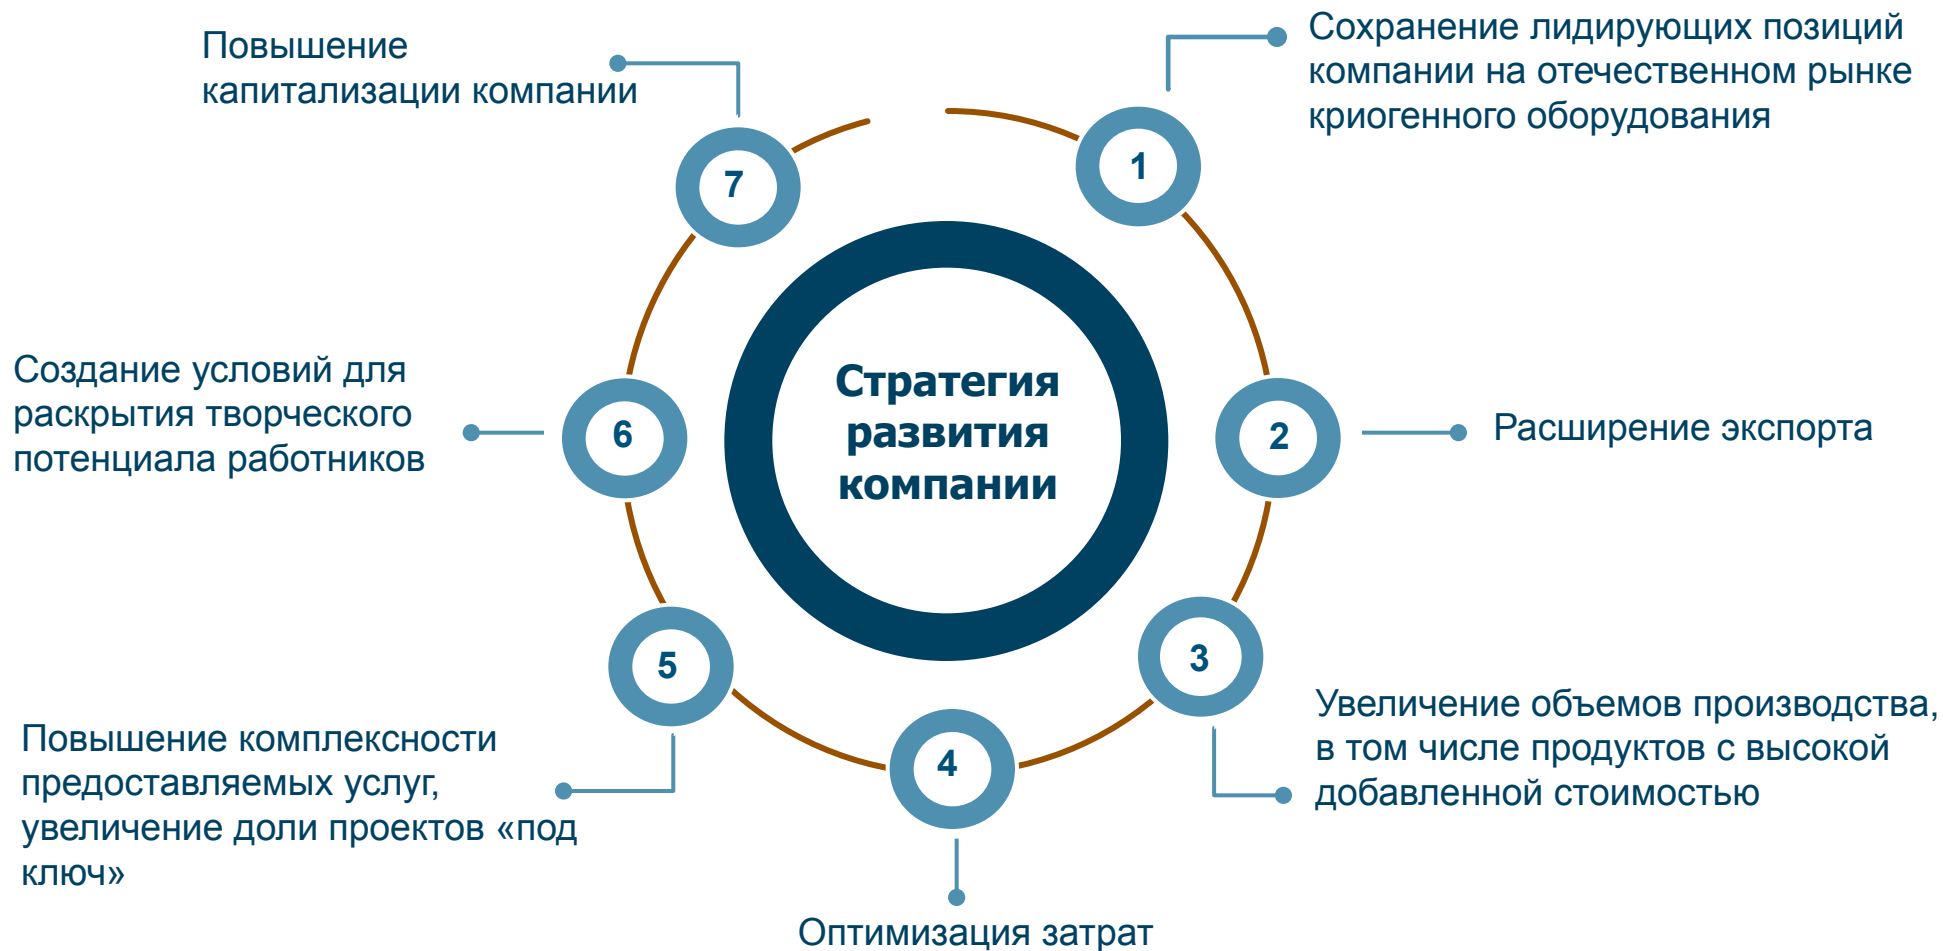 Стратегия
развития
компании
1
Сохранение лидирующих позиций
компании на отечественном рынке
криогенного оборудования
2
Расширение экспорта
3
Увеличение объемов производства,
в том числе продуктов с высокой
добавленной стоимостью
4
Оптимизация затрат
5
Повышение комплексности
предоставляемых услуг,
увеличение доли проектов «под
ключ»
6
Создание условий для
раскрытия творческого
потенциала работников
7
Повышение
капитализации компании